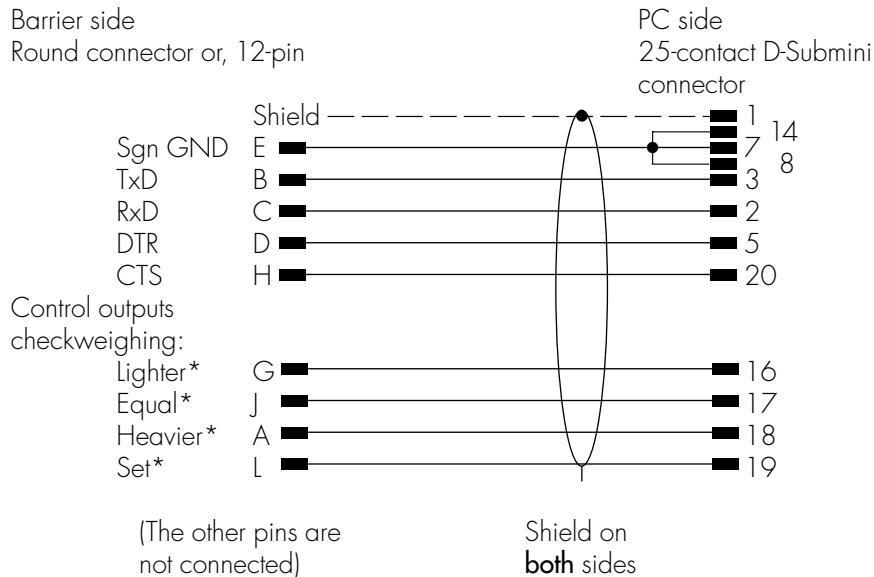 Barrier side
Round connector or, 12-pin
PC side
25-contact D-Submini
connector
Shield 1
14
Sgn GND E 7
8
TxD B 3
RxD C 2
DTR D 5
CTS H 20
Control outputs
checkweighing:
Lighter* G 16
Equal* J 17
Heavier* A 18
Set* L 19
(The other pins are
not connected)
Shield on
both sides